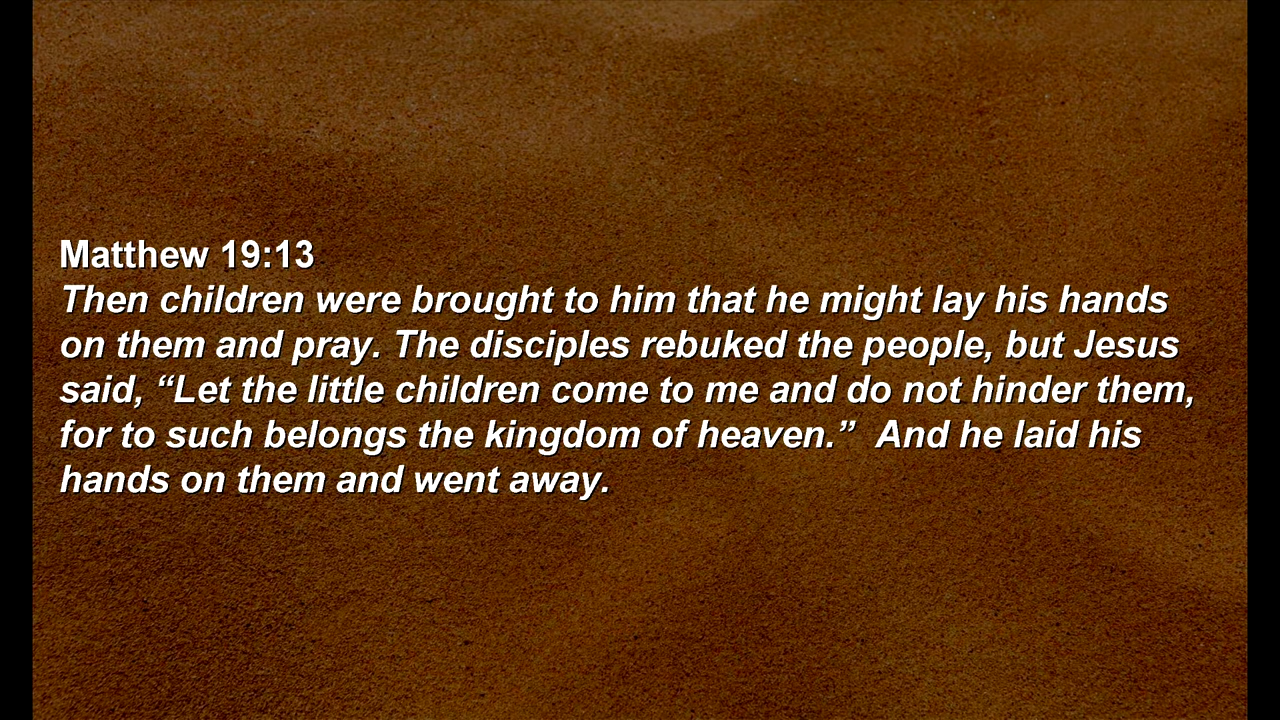 Matthew 19:13
Then children were brought to him that he might lay his hands
on them and pray. The disciples rebuked the people, but Jesus
said, “Let the little children come to me and do not hinder them,
for to such belongs the kingdom of heaven.”  And he laid his
hands on them and went away.